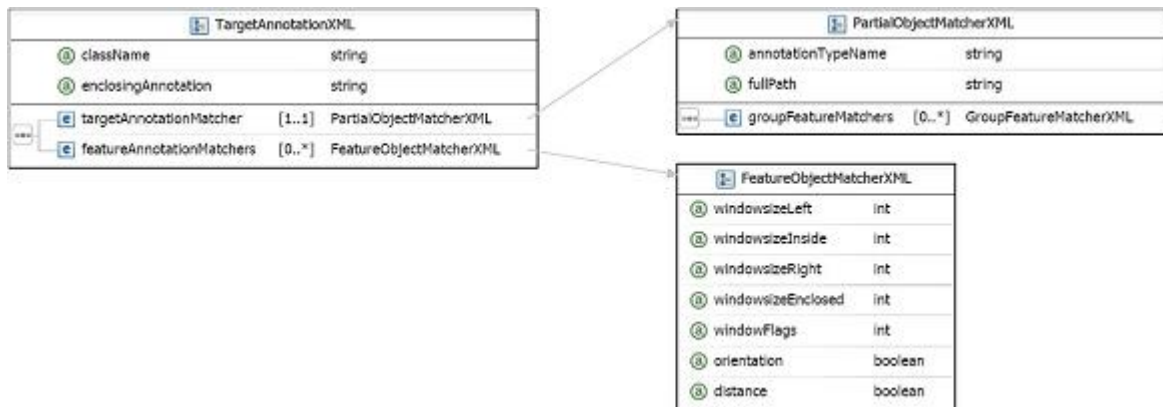 TargetAnnotationXML
className string
enclosingAnnotation string
targetAnnotationMatcher [1..1] PartialObjectMatcherXML
featureAnnotationMatchers [0..*] FeatureObjectMatcherXML
PartialObjectMatcherXML
annotationTypeName string
fullPath string
groupFeatureMatchers [0..*] GroupFeatureMatcherXML
FeatureObjectMatcherXML
windowsizeLeft int
windowsizeInside int
windowsizeRight int
windowsizeEnclosed int
windowFlags int
orientation boolean
distance boolean